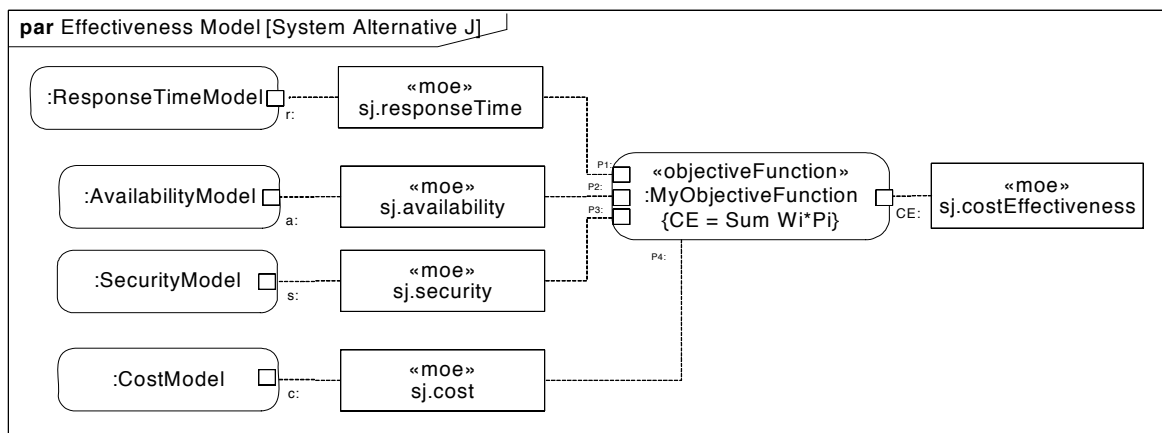 par Effectiveness Model [System Alternative J]
:ResponseTimeModel
r:
«moe»
sj.responseTime
:AvailabilityModel
a:
«moe»
sj.availability
:SecurityModel
s:
«moe»
sj.security
:CostModel
c:
«moe»
sj.cost
P1:
P2:
P3:
P4:
«objectiveFunction»
:MyObjectiveFunction
{CE = Sum Wi*Pi}
CE:
«moe»
sj.costEffectiveness